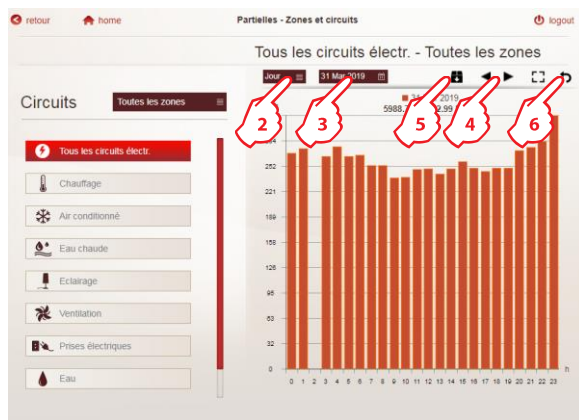 retour home Partielles - Zones et circuits logout
Tous les circuits électr. - Toutes les zones
31 Mar 2019
Circuits Toutes les zones
2019
5988.
2 3 5 4 6
Tous les circuits électr.
Chauffage
Air conditionné
Eau chaude
Eclairage
Ventilation
Prises électriques
Eau
252
221
189
158
126
95
63
32
0
0 1 2 3 4 5 6 7 8 9 10 11 12 13 14 15 16 17 18 19 20 21 22 23 h